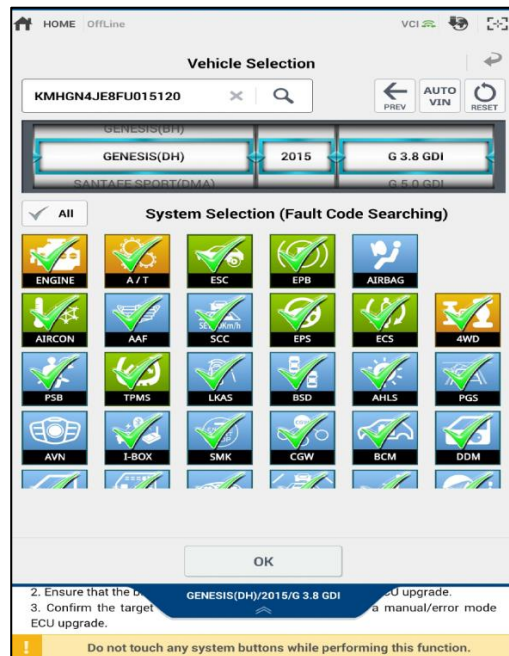 HOME OffLine VCI
Vehicle Selection
KMHGN4JE8FU015120
PREV AUTO VIN RESET
GENESIS(BH)
GENESIS(DH) 2015 G 3.8 GDI
SANTAFE SPORT(DMA) G 5.0 GDI
All System Selection (Fault Code Searching)
ENGINE A / T ESC EPB AIRBAG
AIRCON AAF SCC EPS ECS 4WD
PSB TPMS LKAS BSD AHLS PGS
AVN I-BOX SMK CGW BCM DDM
OK
2. Ensure that the GENESIS(DH)/2015/G 3.8 GDI ECU upgrade.
3. Confirm the target a manual/error mode
ECU upgrade.
Do not touch any system buttons while performing this function.